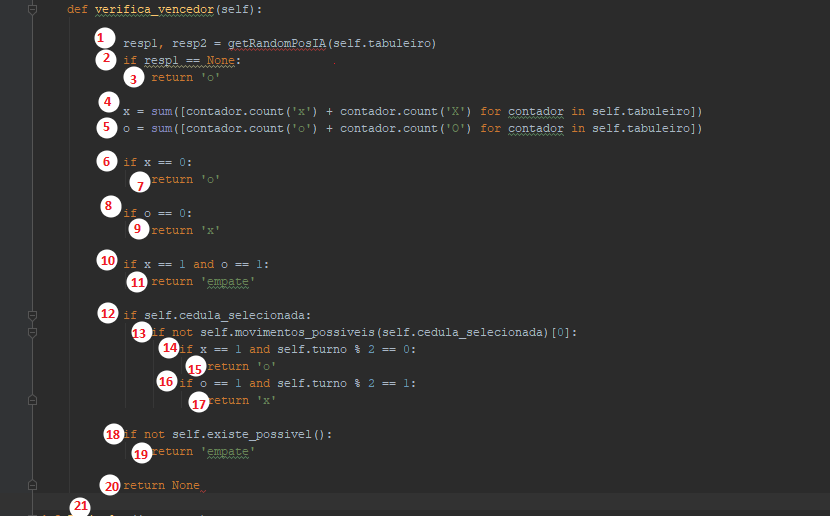 def verifica_vencedor(self):
1 resp1, resp2 = getRandomPosIA(self.tabuleiro)
2 if resp1 == None:
3 return 'o'
4 x = sum([contador.count('x') + contador.count('X') for contador in self.tabuleiro])
5 o = sum([contador.count('o') + contador.count('O') for contador in self.tabuleiro])
6 if x == 0:
7 return 'o'
8 if o == 0:
9 return 'x'
10 if x == 1 and o == 1:
11 return 'empate'
12 if self.cedula_selecionada:
13 if not self.movimentos_possiveis(self.cedula_selecionada)[0]:
14 if x == 1 and self.turno % 2 == 0:
15 return 'o'
16 if o == 1 and self.turno % 2 == 1:
17 return 'x'
18 if not self.existe_possivel():
19 return 'empate'
20 return None
21